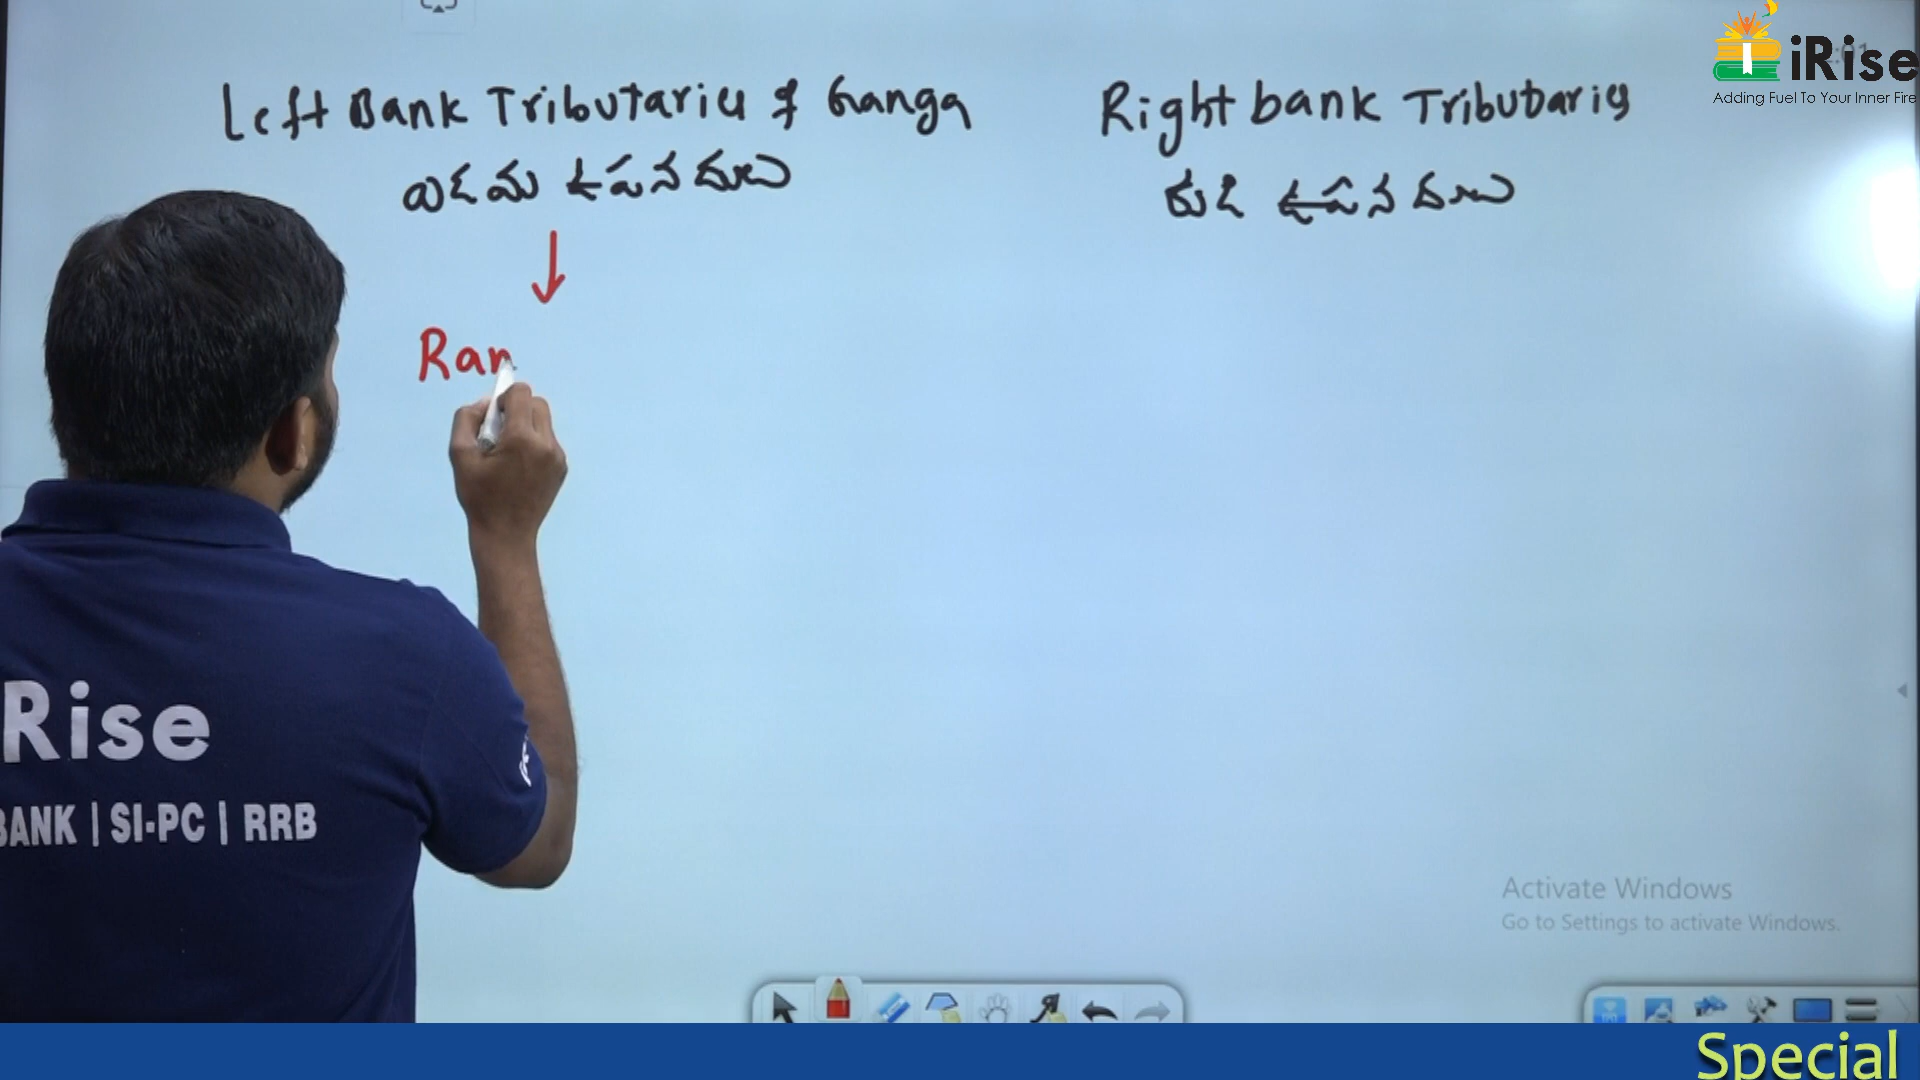 iRise
Adding Fuel To Your Inner Fire
Left Bank Tributaries of Ganga
ఎడమ ఉపనదులు
Right bank Tributaries
కుడి ఉపనదులు
Ran
Rise
BANK | SI-PC | RRB
Activate Windows
Go to Settings to activate Windows.
Special